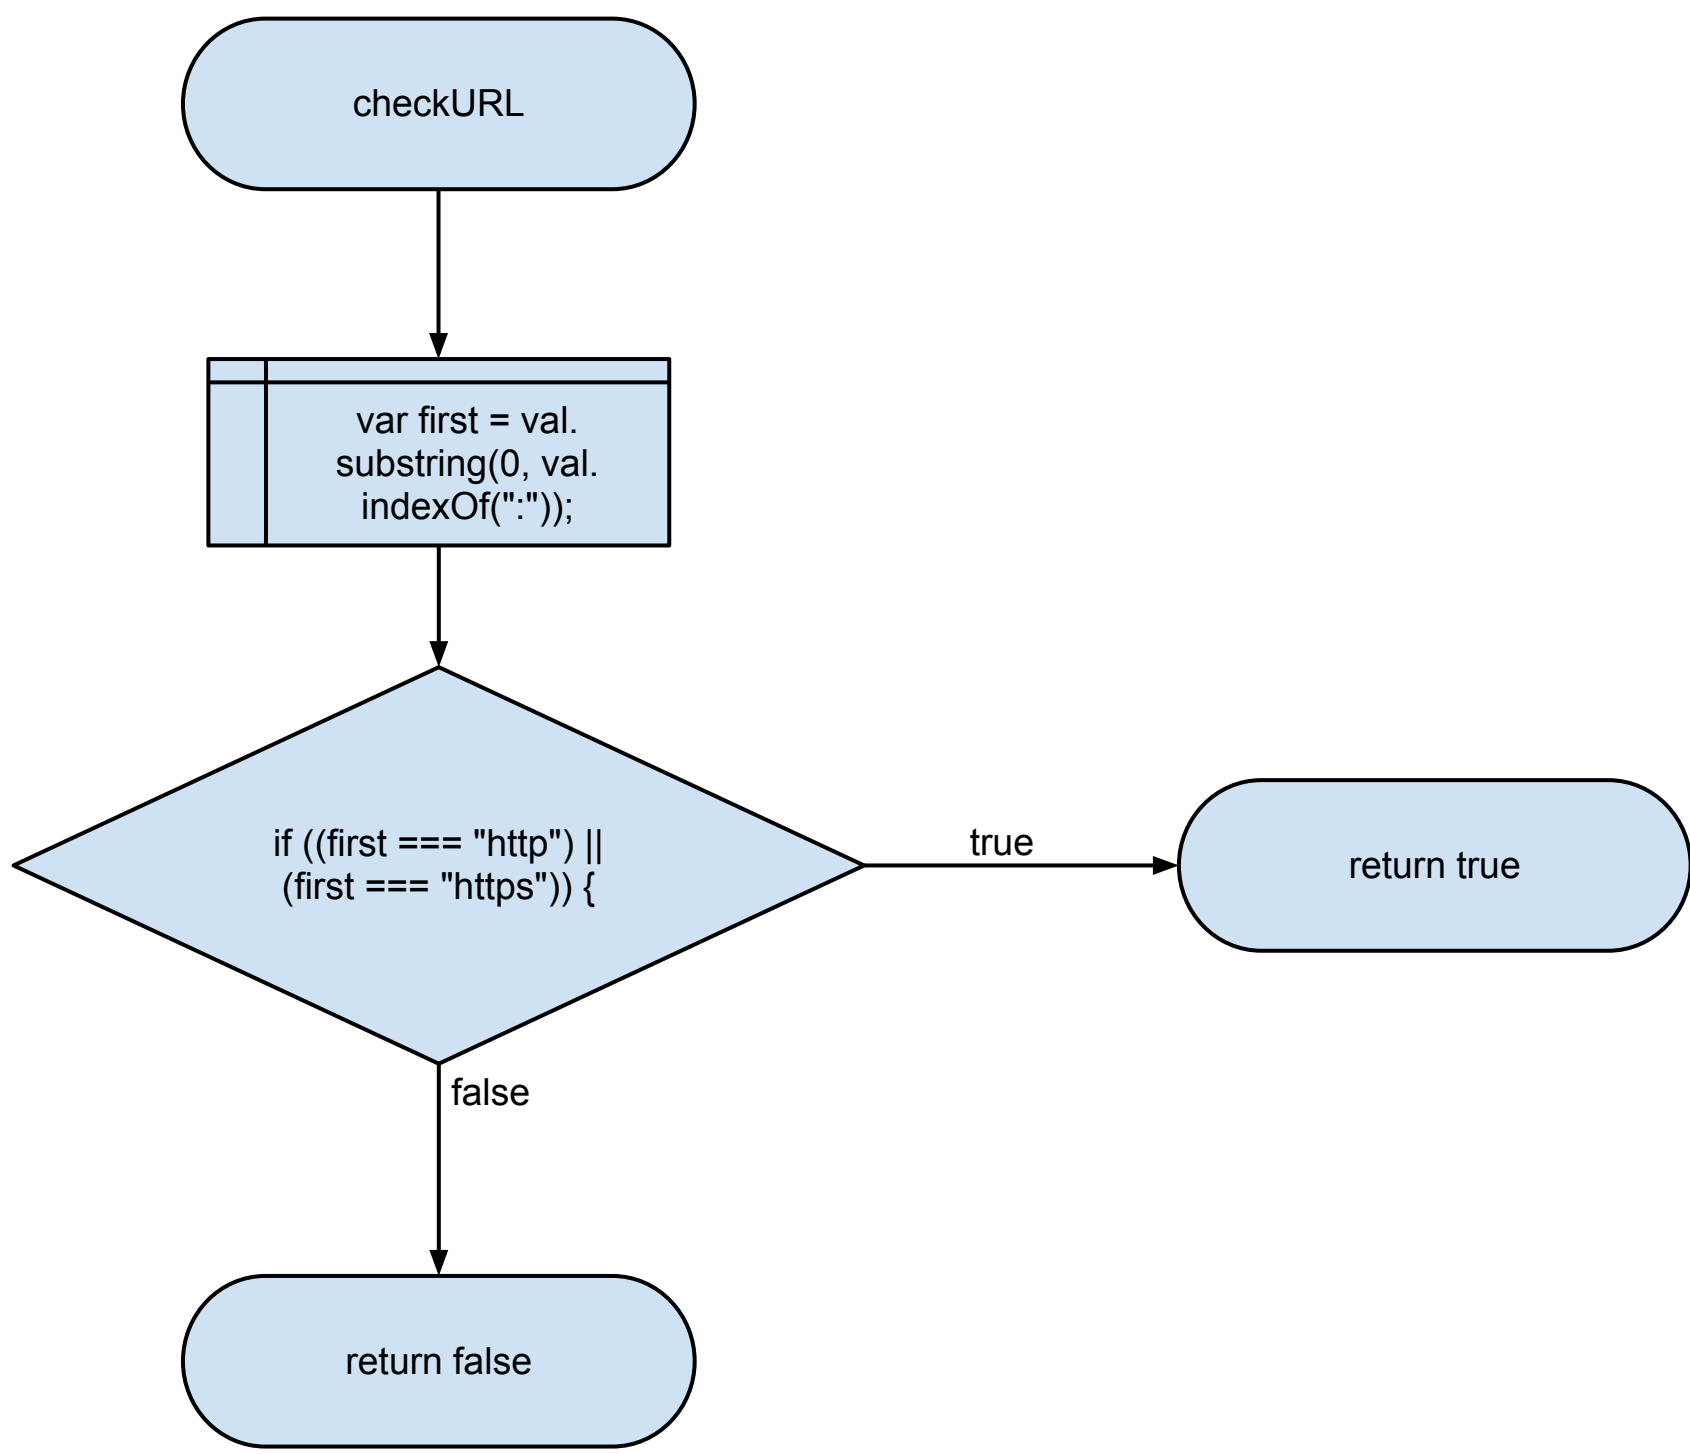 checkURL
var first = val.
substring(0, val.
indexOf(":"));
if ((first === "http") ||
(first === "https")) {
true
return true
false
return false